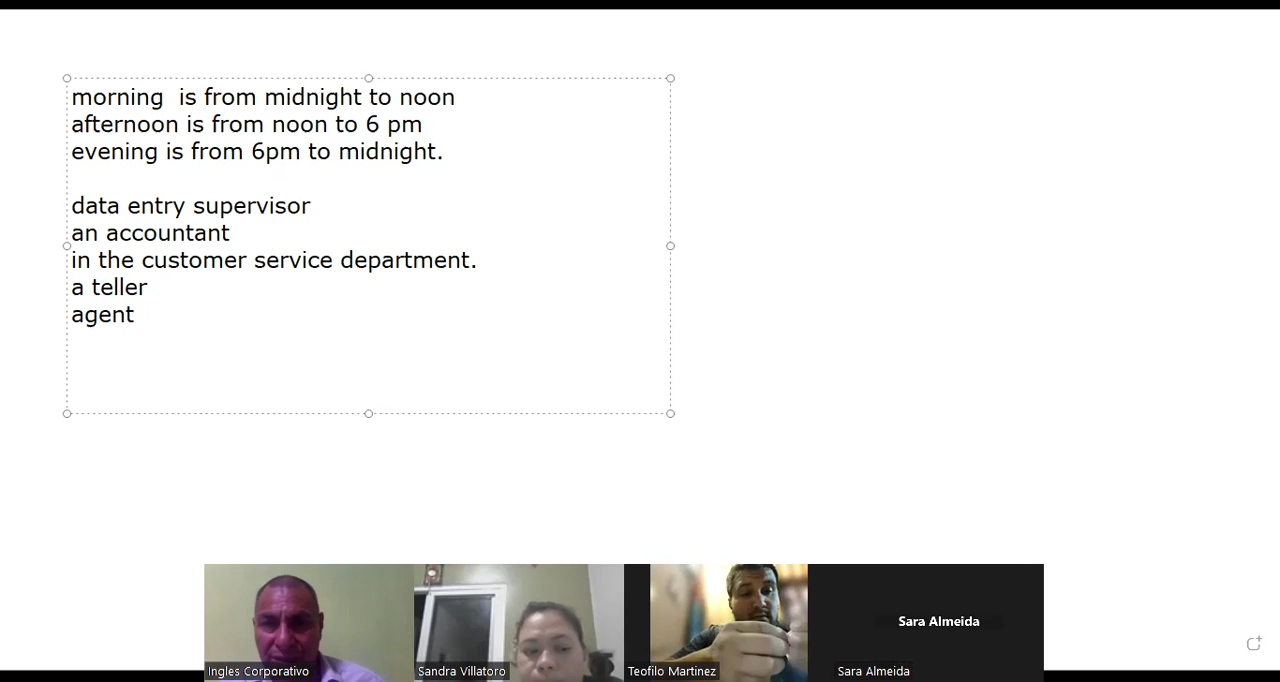 morning  is from midnight to noon
afternoon is from noon to 6 pm
evening is from 6pm to midnight.
data entry supervisor
an accountant
in the customer service department.
a teller
agent
Sara Almeida
Ingles Corporativo
Sandra Villatoro
Teofilo Martinez
Sara Almeida